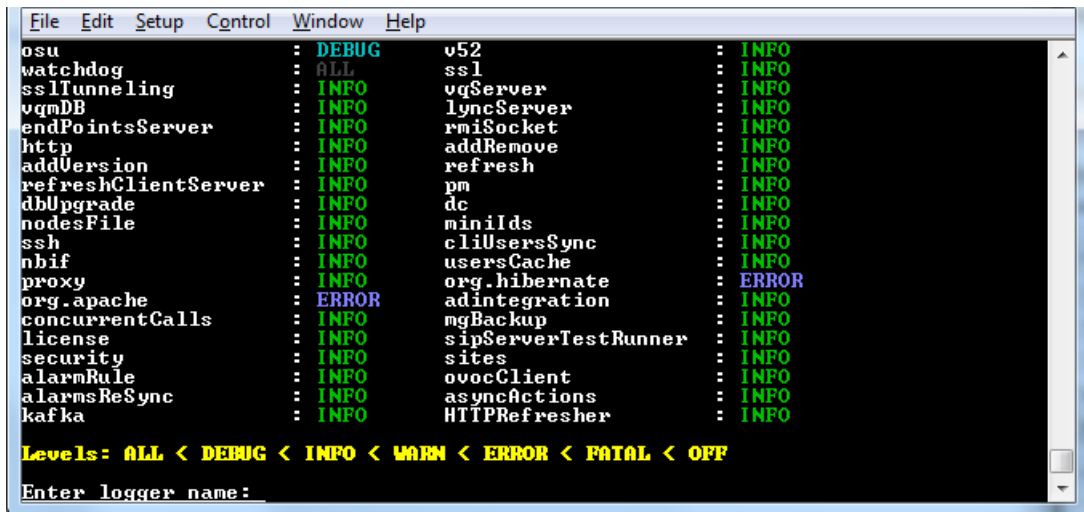 File Edit Setup Control Window Help
osu : DEBUG v52 : INFO
watchdog : ALL ssl : INFO
sslTunneling : INFO vqServer : INFO
vqmDB : INFO lyncServer : INFO
endPointsServer : INFO rmiSocket : INFO
http : INFO addRemove : INFO
addVersion : INFO refresh : INFO
refreshClientServer : INFO pm : INFO
dbUpgrade : INFO dc : INFO
nodesFile : INFO miniIds : INFO
ssh : INFO cliUsersSync : INFO
nbif : INFO usersCache : INFO
proxy : INFO org.hibernate : ERROR
org.apache : ERROR adintegration : INFO
concurrentCalls : INFO mgBackup : INFO
license : INFO sipServerTestRunner : INFO
security : INFO sites : INFO
alarmRule : INFO ovocClient : INFO
alarmsReSync : INFO asyncActions : INFO
kafka : INFO HTTPRefresher : INFO
Levels: ALL < DEBUG < INFO < WARN < ERROR < FATAL < OFF
Enter logger name: